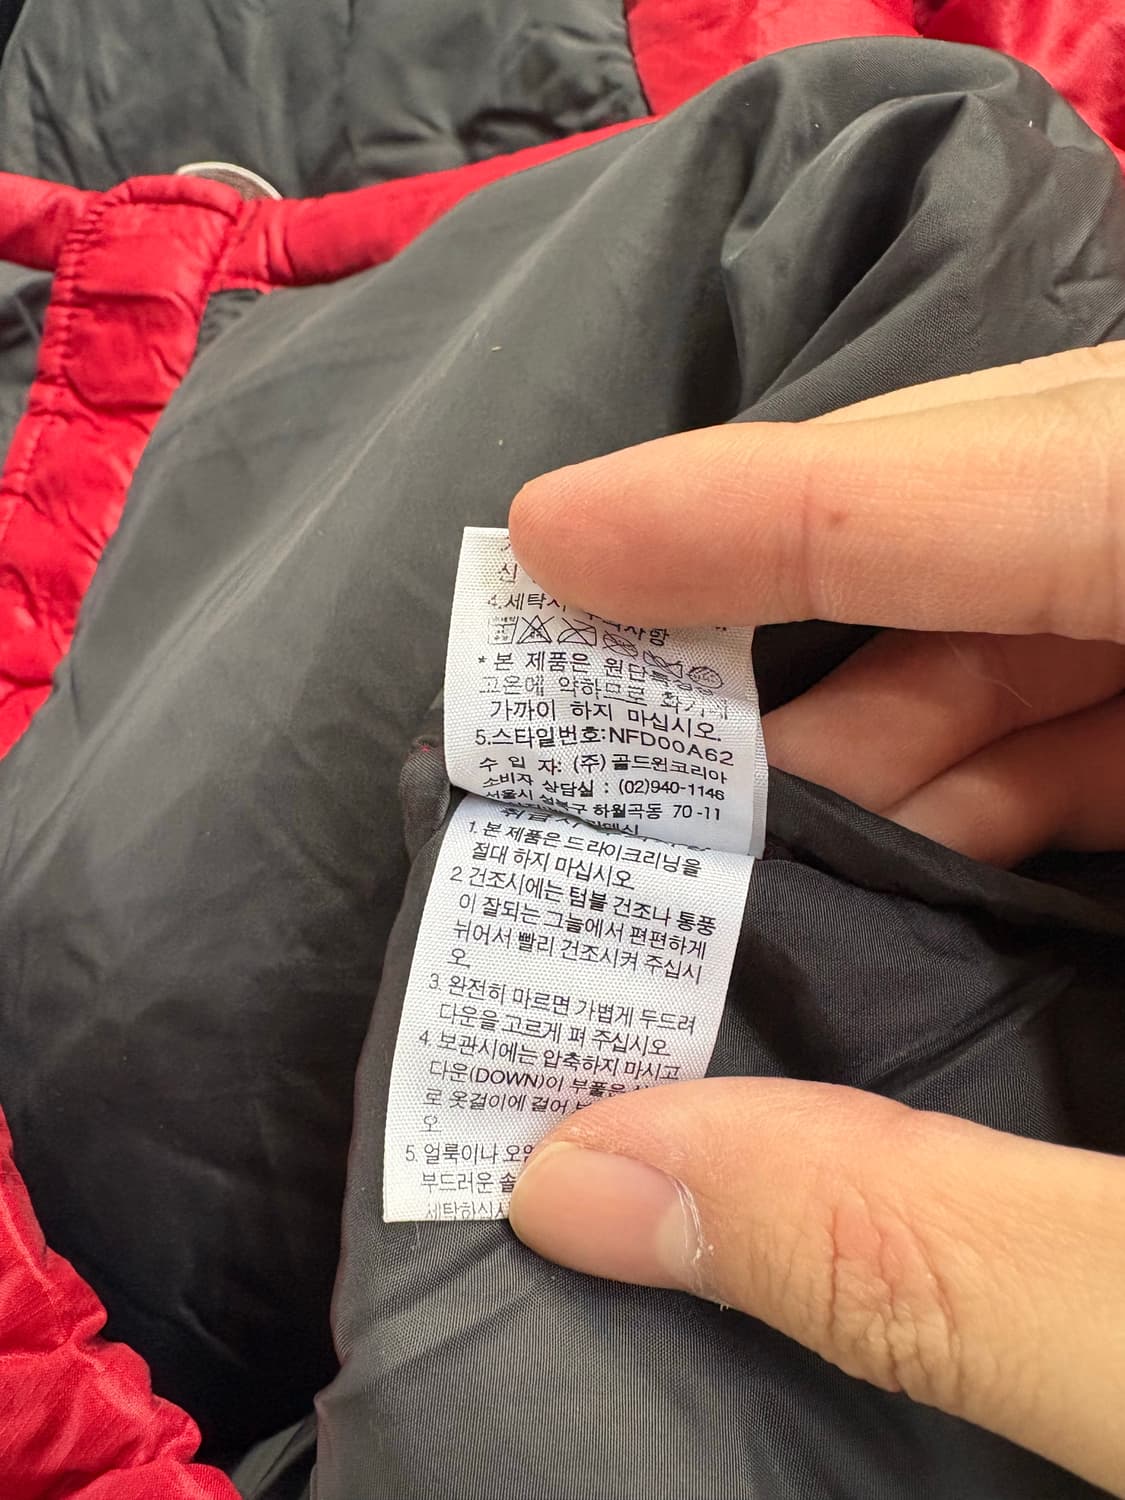 신
4.세탁시
* 본 제품은 원단특성상
고온에 약하므로 화기에
가까이 하지 마십시오.
5.스타일번호:NFD00A62
수 입 자: (주)골드윈코리아
소비자 상담실 : (02)940-1146
서울시 성북구 하월곡동 70-11
1.본 제품은 드라이크리닝을
절대 하지 마십시오
2 건조시에는 텀블 건조나 통풍
이 잘되는 그늘에서 편편하게
뉘어서 빨리 건조시켜 주십시
오
3. 완전히 마르면 가볍게 두드려
다운을 고르게 펴 주십시오
4. 보관시에는 압축하지 마시고
다운(DOWN)이 부풀은
로 옷걸이에 걸어
오
5. 얼룩이나
부드러운 솔
세탁하십시